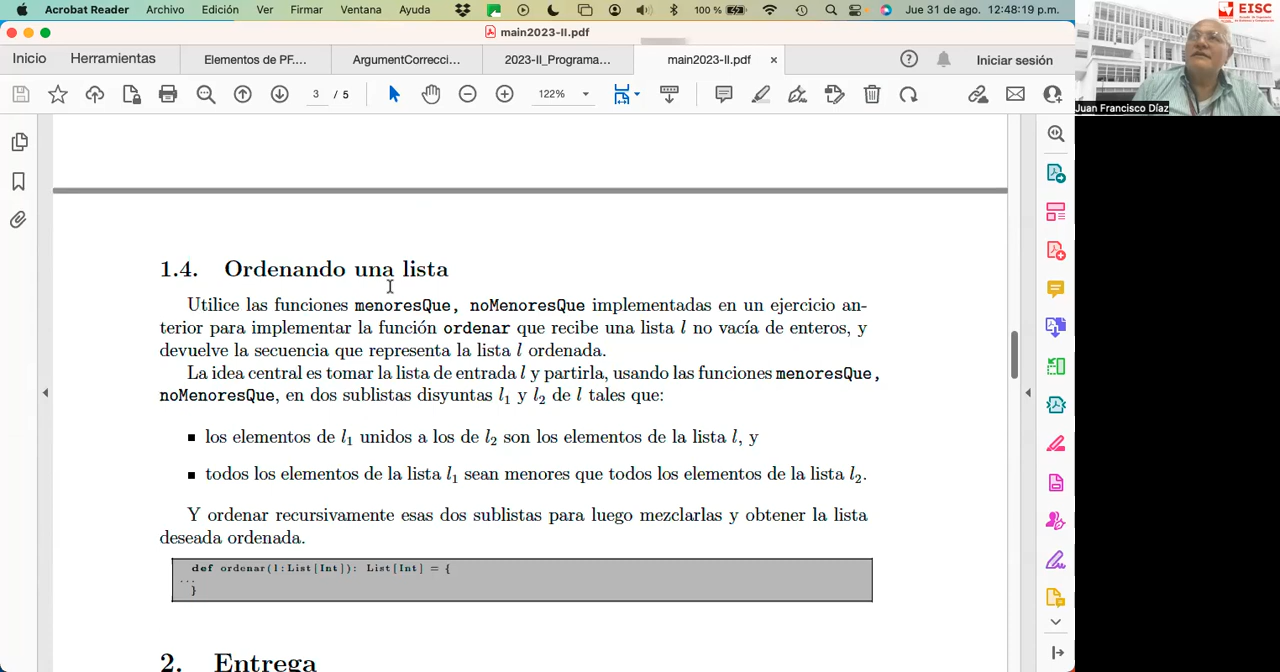 Acrobat Reader Archivo Edición Ver Firmar Ventana Ayuda 100 % Jue 31 de ago. 12:48:19 p.m.
EISC
main2023-II.pdf
Inicio Herramientas Elementos de PF.... ArgumentCorrecci... 2023-II_Programa... main2023-II.pdf × Iniciar sesión
3 / 5 122%
Juan Francisco Díaz
1.4. Ordenando una lista
Utilice las funciones menoresQue, noMenoresQue implementadas en un ejercicio an-
terior para implementar la función ordenar que recibe una lista l no vacía de enteros, y
devuelve la secuencia que representa la lista l ordenada.
La idea central es tomar la lista de entrada l y partirla, usando las funciones menoresQue,
noMenoresQue, en dos sublistas disyuntas l₁ y l₂ de l tales que:
▪ los elementos de l₁ unidos a los de l₂ son los elementos de la lista l, y
▪ todos los elementos de la lista l₁ sean menores que todos los elementos de la lista l₂.
Y ordenar recursivamente esas dos sublistas para luego mezclarlas y obtener la lista
deseada ordenada.
def ordenar(l:List[Int]): List[Int] = {
...
}
2. Entrega